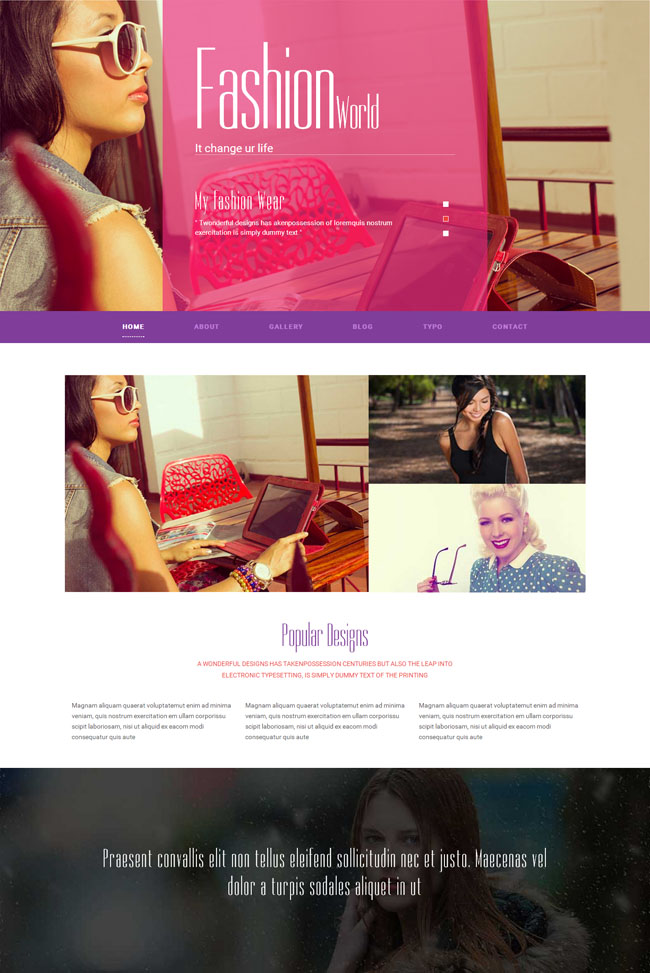 Fashion World
It change ur life
My Fashion Wear
" Twonderful designs has akenpossession of loremquis nostrum
exercitation is simply dummy text "
HOME ABOUT GALLERY BLOG TYPO CONTACT
Popular Designs
A WONDERFUL DESIGNS HAS TAKENPOSSESSION CENTURIES BUT ALSO THE LEAP INTO
ELECTRONIC TYPESETTING, IS SIMPLY DUMMY TEXT OF THE PRINTING
Magnam aliquam quaerat voluptatemut enim ad minima
veniam, quis nostrum exercitation em ullam corporissu
scipit laboriosam, nisi ut aliquid ex eacom modi
consequatur quis aute
Magnam aliquam quaerat voluptatemut enim ad minima
veniam, quis nostrum exercitation em ullam corporissu
scipit laboriosam, nisi ut aliquid ex eacom modi
consequatur quis aute
Magnam aliquam quaerat voluptatemut enim ad minima
veniam, quis nostrum exercitation em ullam corporissu
scipit laboriosam, nisi ut aliquid ex eacom modi
consequatur quis aute
Praesent convallis elit non tellus eleifend sollicitudin nec et justo. Maecenas vel
dolor a turpis sodales aliquet in ut